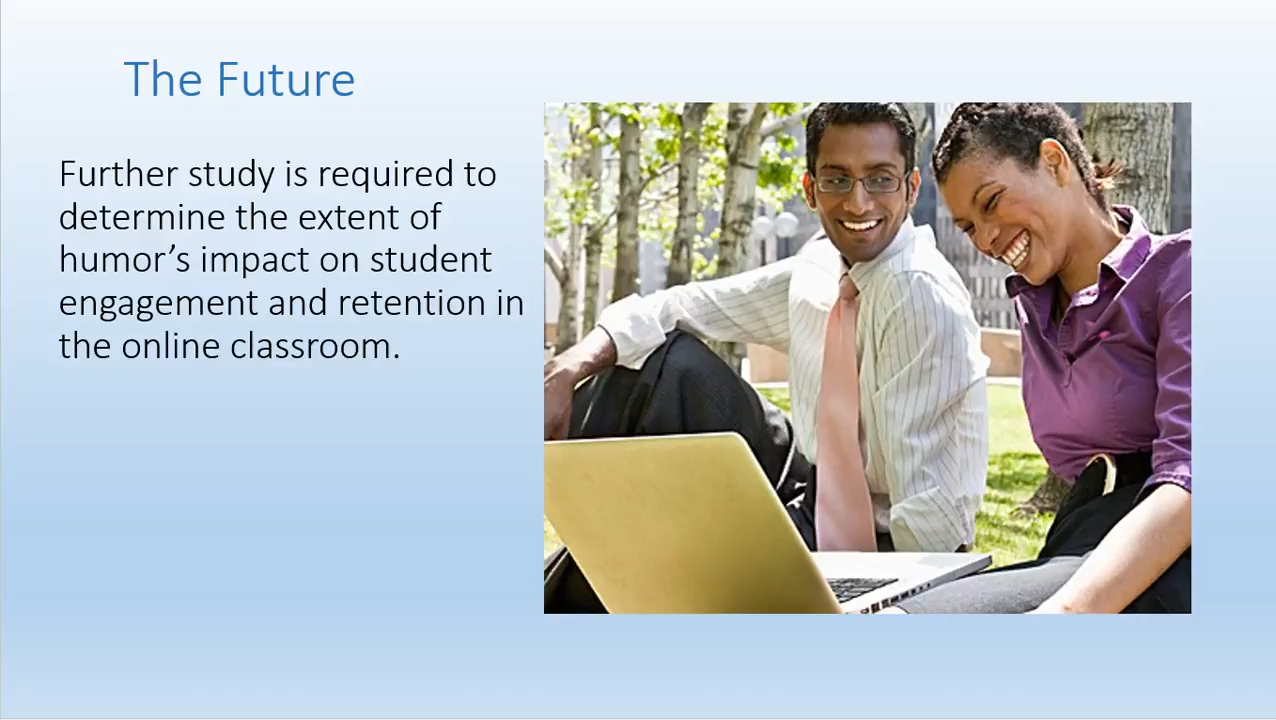 The Future
Further study is required to
determine the extent of
humor’s impact on student
engagement and retention in
the online classroom.